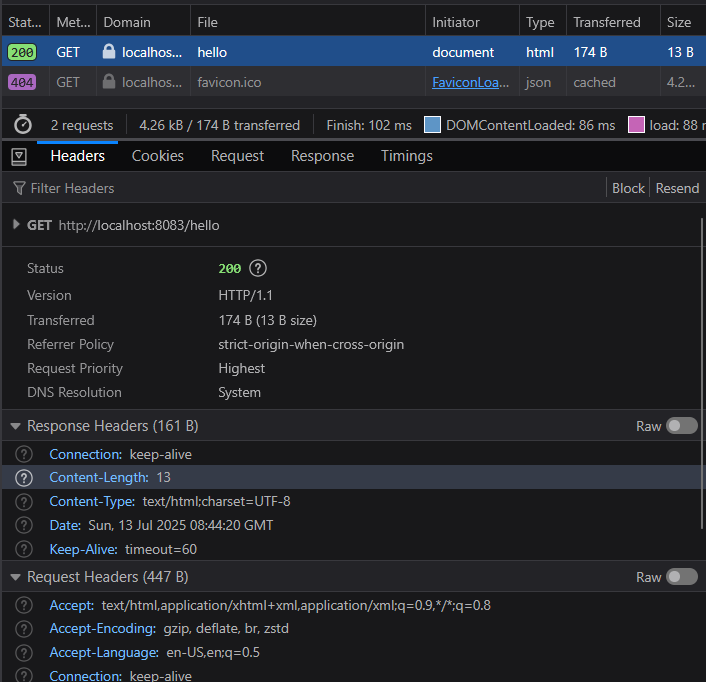 Stat... Met... Domain File Initiator Type Transferred Size
200 GET localhos... hello document html 174 B 13 B
404 GET localhos... favicon.ico FaviconLoa... json cached 4.2...
2 requests 4.26 kB / 174 B transferred Finish: 102 ms DOMContentLoaded: 86 ms load: 88
Headers Cookies Request Response Timings
Filter Headers Block Resend
GET http://localhost:8083/hello
Status 200 ?
Version HTTP/1.1
Transferred 174 B (13 B size)
Referrer Policy strict-origin-when-cross-origin
Request Priority Highest
DNS Resolution System
Response Headers (161 B) Raw
? Connection: keep-alive
? Content-Length: 13
? Content-Type: text/html;charset=UTF-8
? Date: Sun, 13 Jul 2025 08:44:20 GMT
? Keep-Alive: timeout=60
Request Headers (447 B) Raw
? Accept: text/html,application/xhtml+xml,application/xml;q=0.9,*/*;q=0.8
? Accept-Encoding: gzip, deflate, br, zstd
? Accept-Language: en-US,en;q=0.5
? Connection: keep-alive